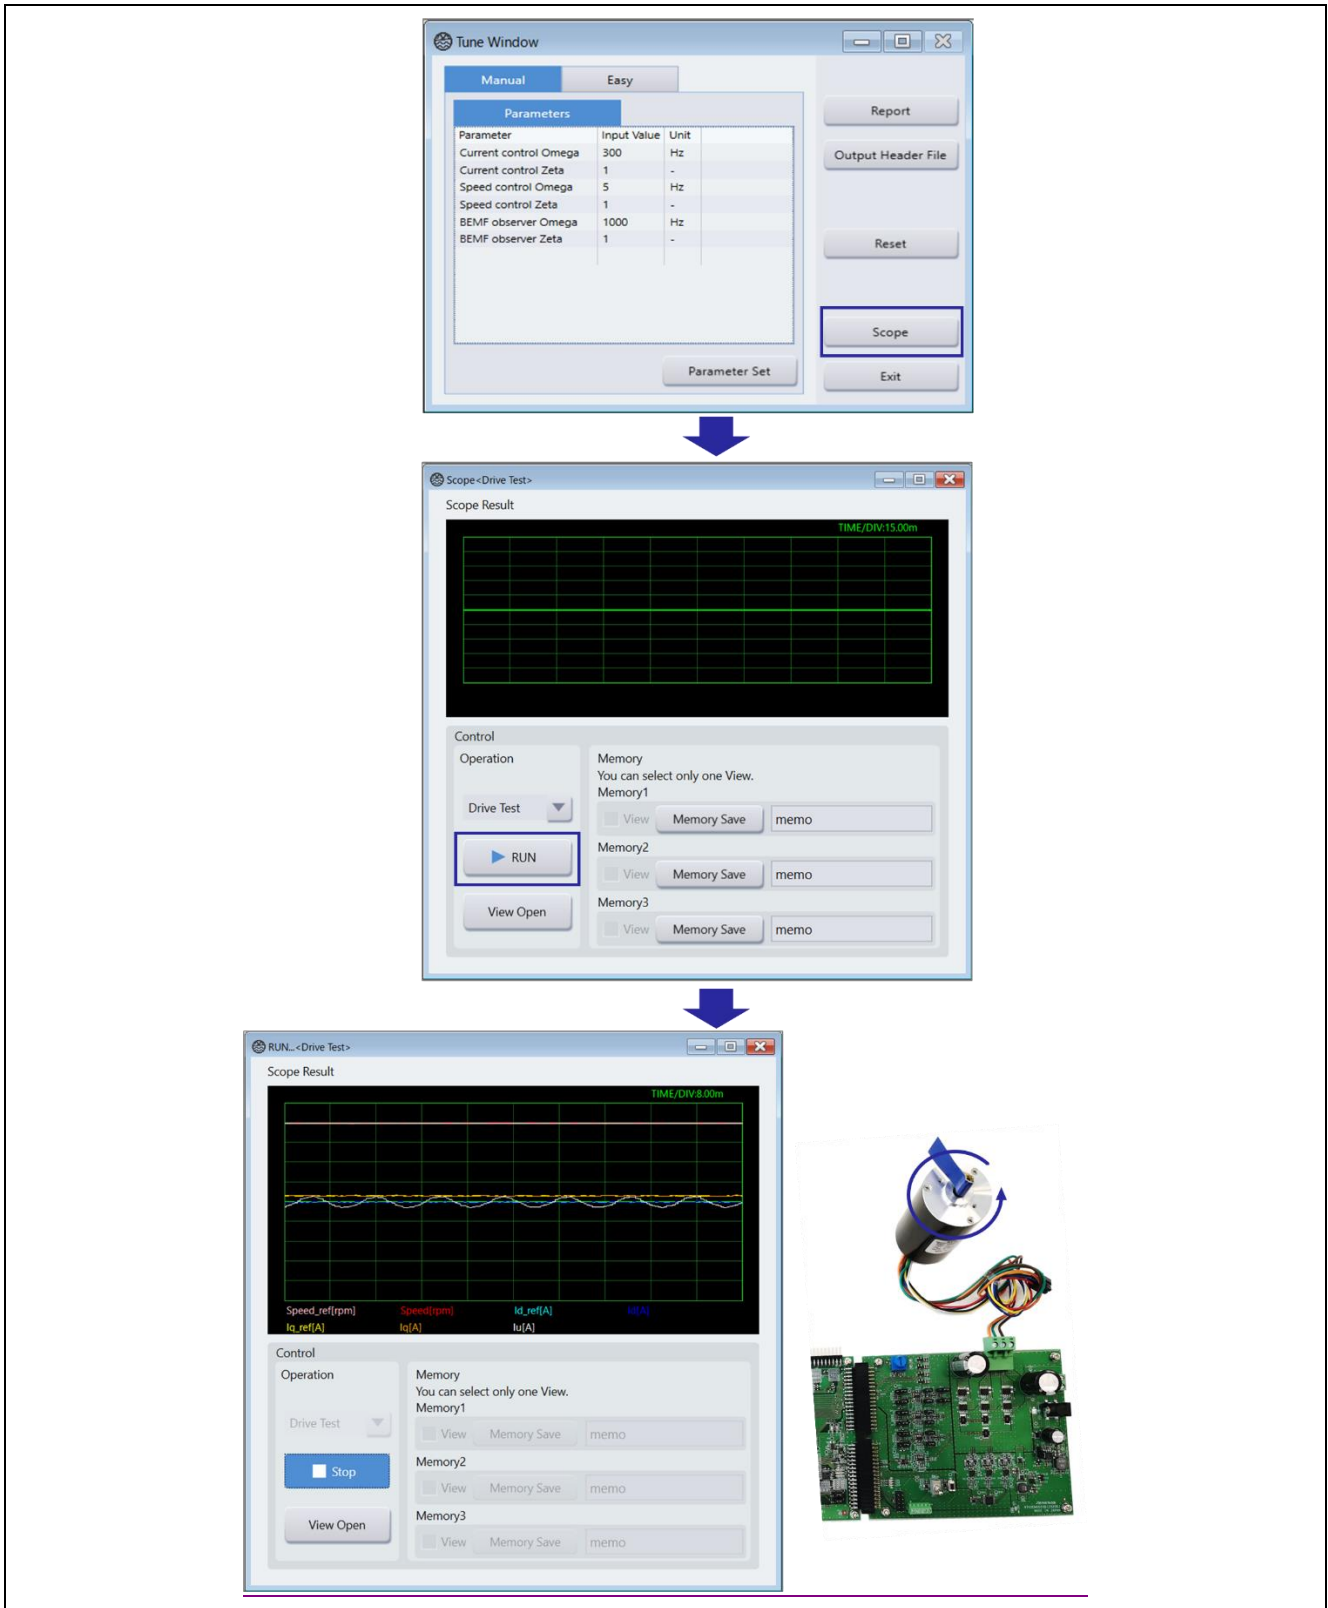 Tune Window
Manual Easy
Parameters
Parameter Input Value Unit
Current control Omega 300 Hz
Current control Zeta 1 -
Speed control Omega 5 Hz
Speed control Zeta 1 -
BEMF observer Omega 1000 Hz
BEMF observer Zeta 1 -
Parameter Set
Report
Output Header File
Reset
Scope
Exit
Scope<Drive Test>
Scope Result
TIME/DIV:15.00m
Control
Operation
Drive Test
RUN
View Open
Memory
You can select only one View.
Memory1
View Memory Save memo
Memory2
View Memory Save memo
Memory3
View Memory Save memo
RUN...<Drive Test>
Scope Result
TIME/DIV:8.00m
Speed_ref[rpm] Speed[rpm] Id_ref[A] Id[A]
Iq_ref[A] Iq[A] Iu[A]
Control
Operation
Drive Test
Stop
View Open
Memory
You can select only one View.
Memory1
View Memory Save memo
Memory2
View Memory Save memo
Memory3
View Memory Save memo